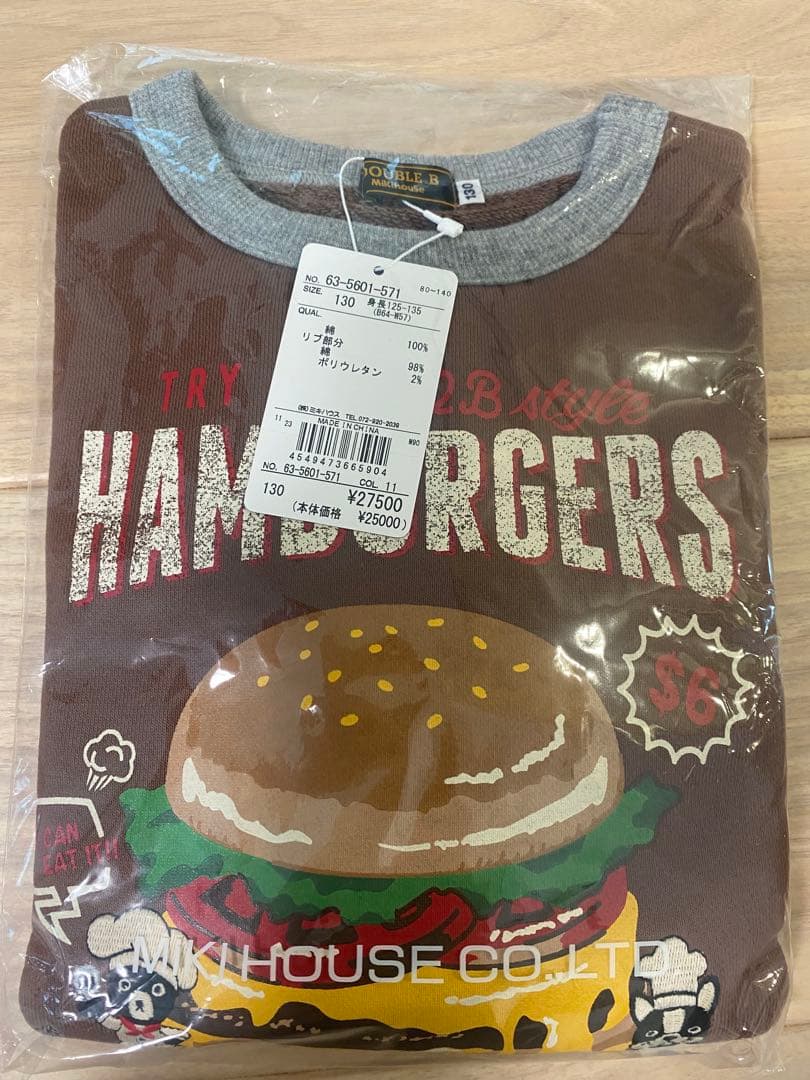 DOUBLE B
MIKIHOUSE
130
NO. 63-5601-571 80-140
SIZE. 130 身長125-135
(B64-W57)
QUAL.
綿 100%
リブ部分
綿 98%
ポリウレタン 2%
(株)ミキハウス TEL.072-920-2039
MADE IN CHINA
11 23
M90
4549473665904
NO. 63-5601-571 COL. 11
130 ¥27500
(本体価格 ¥25000)
TRY 2B style
HAMBURGERS
$6
CAN
EAT IT!!
MIKIHOUSE CO.,LTD